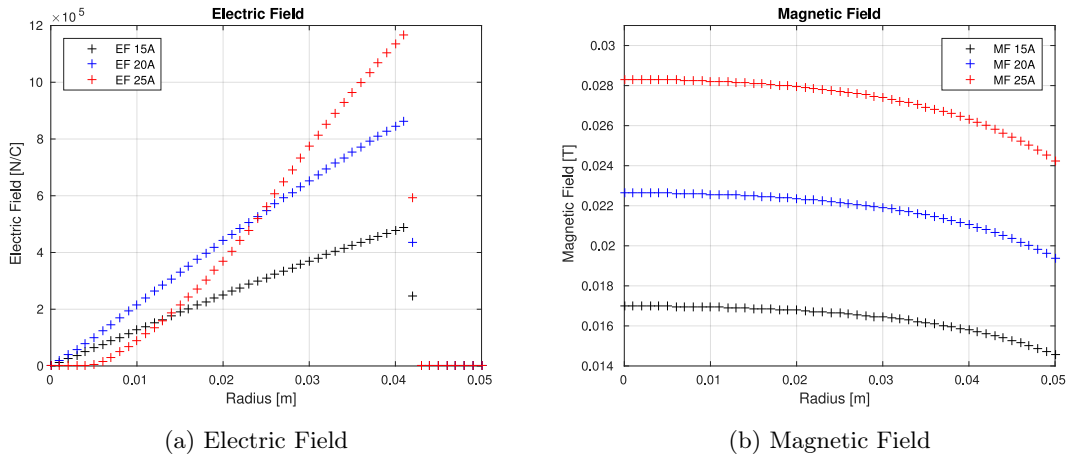 Electric Field
× 10^5
EF 15A
EF 20A
EF 25A
Electric Field [N/C]
12
10
8
6
4
2
0
0
0.01
0.02
0.03
0.04
0.05
Radius [m]
(a) Electric Field
Magnetic Field
MF 15A
MF 20A
MF 25A
Magnetic Field [T]
0.03
0.028
0.026
0.024
0.022
0.02
0.018
0.016
0.014
0
0.01
0.02
0.03
0.04
0.05
Radius [m]
(b) Magnetic Field